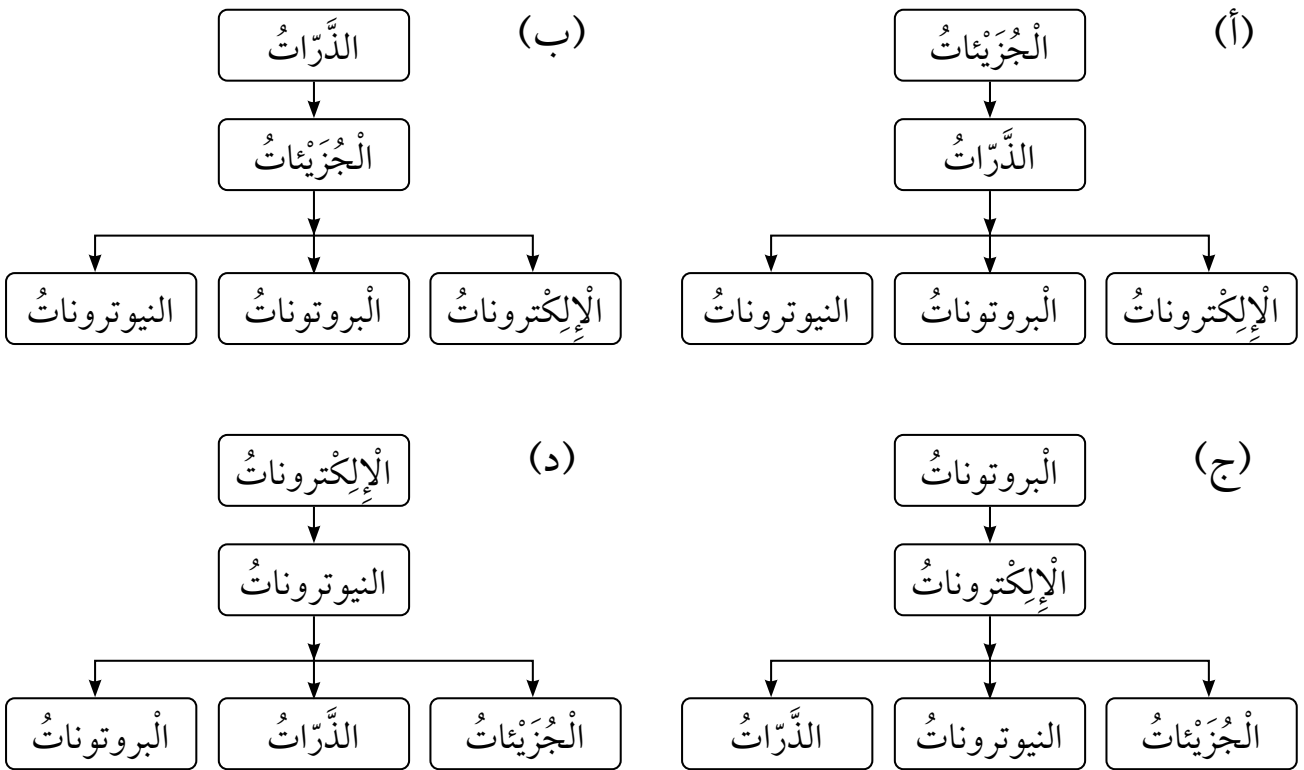 (أ)
الْجُزَيْئاتُ
الذَّرّاتُ
الْإِلِكْتروناتُ
الْبروتوناتُ
النيوتروناتُ
(ب)
الذَّرّاتُ
الْجُزَيْئاتُ
الْإِلِكْتروناتُ
الْبروتوناتُ
النيوتروناتُ
(ج)
الْبروتوناتُ
الْإِلِكْتروناتُ
الْجُزَيْئاتُ
النيوتروناتُ
الذَّرّاتُ
(د)
الْإِلِكْتروناتُ
النيوتروناتُ
الْجُزَيْئاتُ
الذَّرّاتُ
الْبروتوناتُ